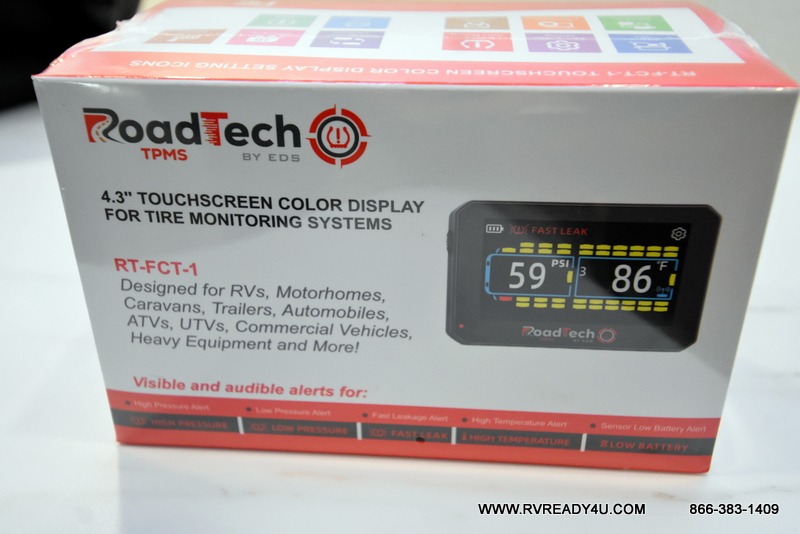 RT-FCT-1 TOUCHSCREEN COLOR DISPLAY SETTING ICONS
RoadTech
TPMS BY EDS
4.3" TOUCHSCREEN COLOR DISPLAY
FOR TIRE MONITORING SYSTEMS
FAST LEAK
59 PSI 3 86 °F
RoadTech
RT-FCT-1
Designed for RVs, Motorhomes,
Caravans, Trailers, Automobiles,
ATVs, UTVs, Commercial Vehicles,
Heavy Equipment and More!
Visible and audible alerts for:
• High Pressure Alert • Low Pressure Alert • Fast Leakage Alert • High Temperature Alert • Sensor Low Battery Alert
HIGH PRESSURE LOW PRESSURE FAST LEAK HIGH TEMPERATURE LOW BATTERY
WWW.RVREADY4U.COM 866-383-1409